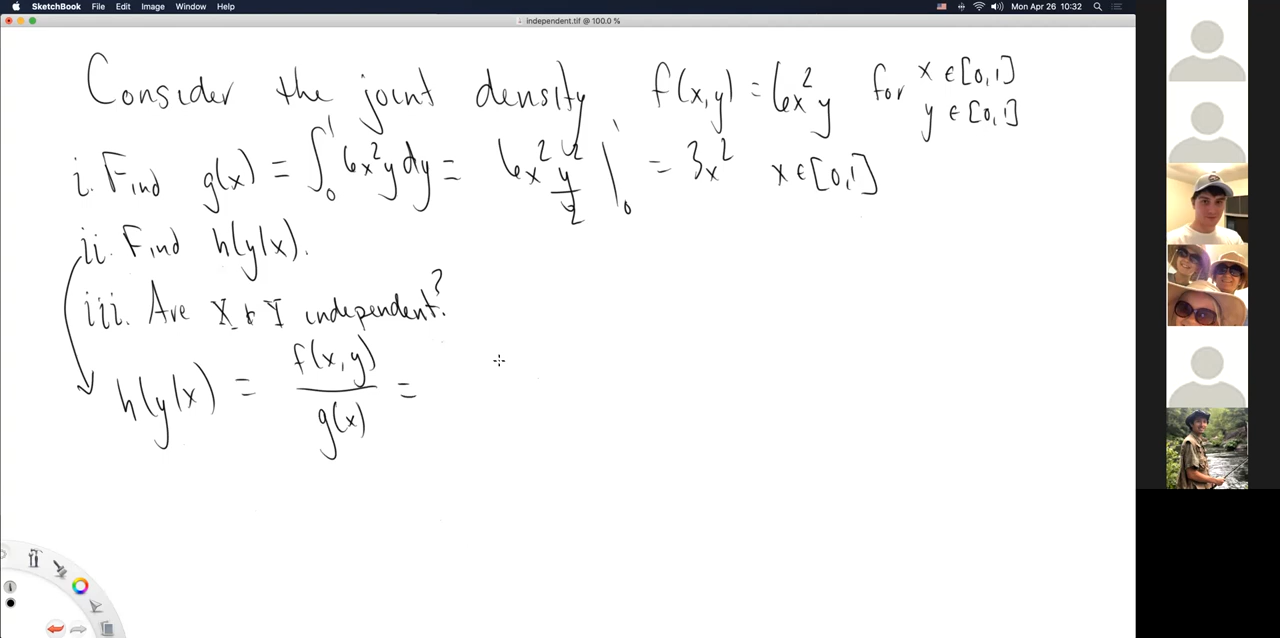 SketchBook File Edit Image Window Help Mon Apr 26 10:32
independent.tif @ 100.0 %
Consider the joint density f(x,y) = 6x²y for x ∈ [0,1]
y ∈ [0,1]
i. Find g(x) = ∫₀¹ 6x²y dy = 6x² y²/2 |₀¹ = 3x² x ∈ [0,1]
ii. Find h(y|x).
iii. Are X & Y independent?
h(y|x) = f(x,y)/g(x) =